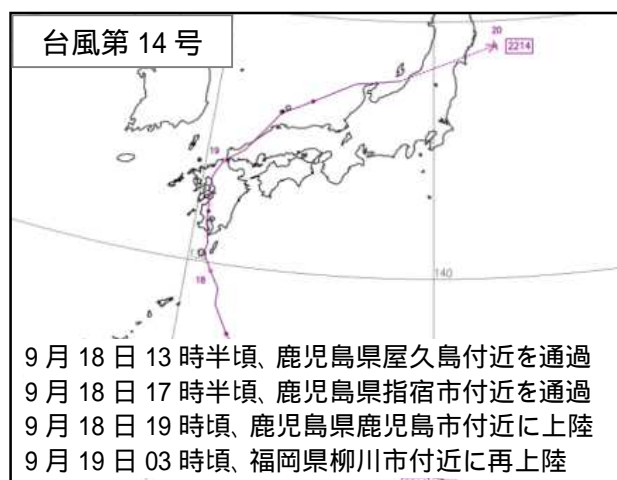 台風第 14 号
20
2214
19
18
140
9 月 18 日 13 時半頃、鹿児島県屋久島付近を通過
9 月 18 日 17 時半頃、鹿児島県指宿市付近を通過
9 月 18 日 19 時頃、鹿児島県鹿児島市付近に上陸
9 月 19 日 03 時頃、福岡県柳川市付近に再上陸